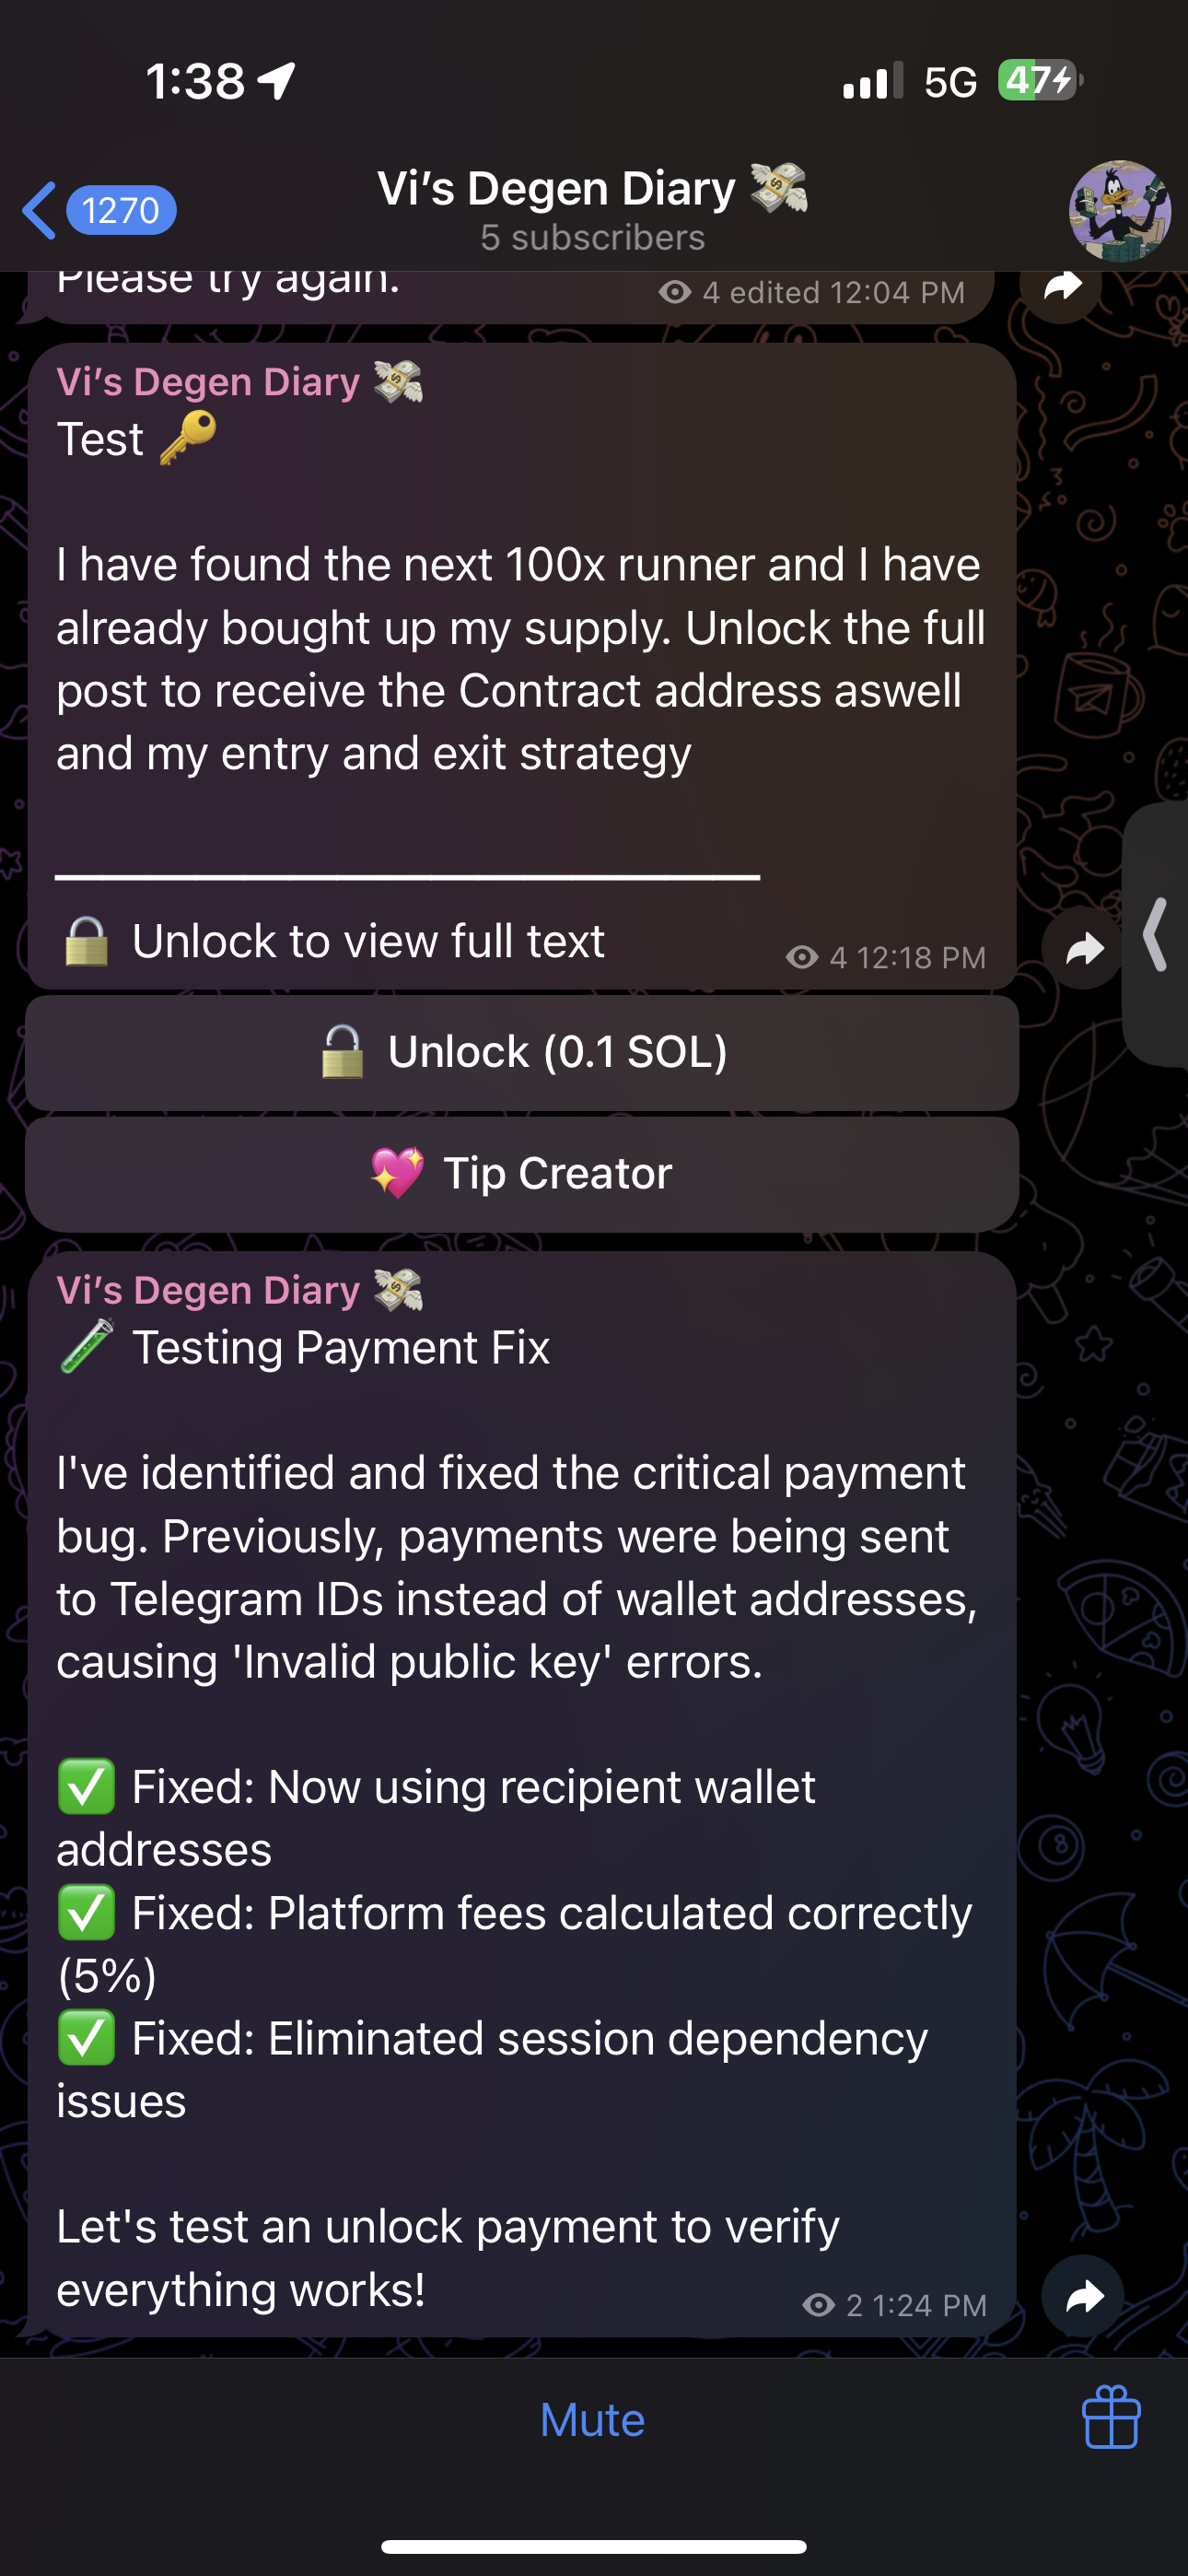 1:38
5G
47
1270
Vi's Degen Diary 💸
5 subscribers
Please try again.
4 edited 12:04 PM
Vi's Degen Diary 💸
Test 🔑
I have found the next 100x runner and I have
already bought up my supply. Unlock the full
post to receive the Contract address aswell
and my entry and exit strategy
🔒 Unlock to view full text
4 12:18 PM
🔓 Unlock (0.1 SOL)
💖 Tip Creator
Vi's Degen Diary 💸
🧪 Testing Payment Fix
I've identified and fixed the critical payment
bug. Previously, payments were being sent
to Telegram IDs instead of wallet addresses,
causing 'Invalid public key' errors.
✅ Fixed: Now using recipient wallet
addresses
✅ Fixed: Platform fees calculated correctly
(5%)
✅ Fixed: Eliminated session dependency
issues
Let's test an unlock payment to verify
everything works!
2 1:24 PM
Mute